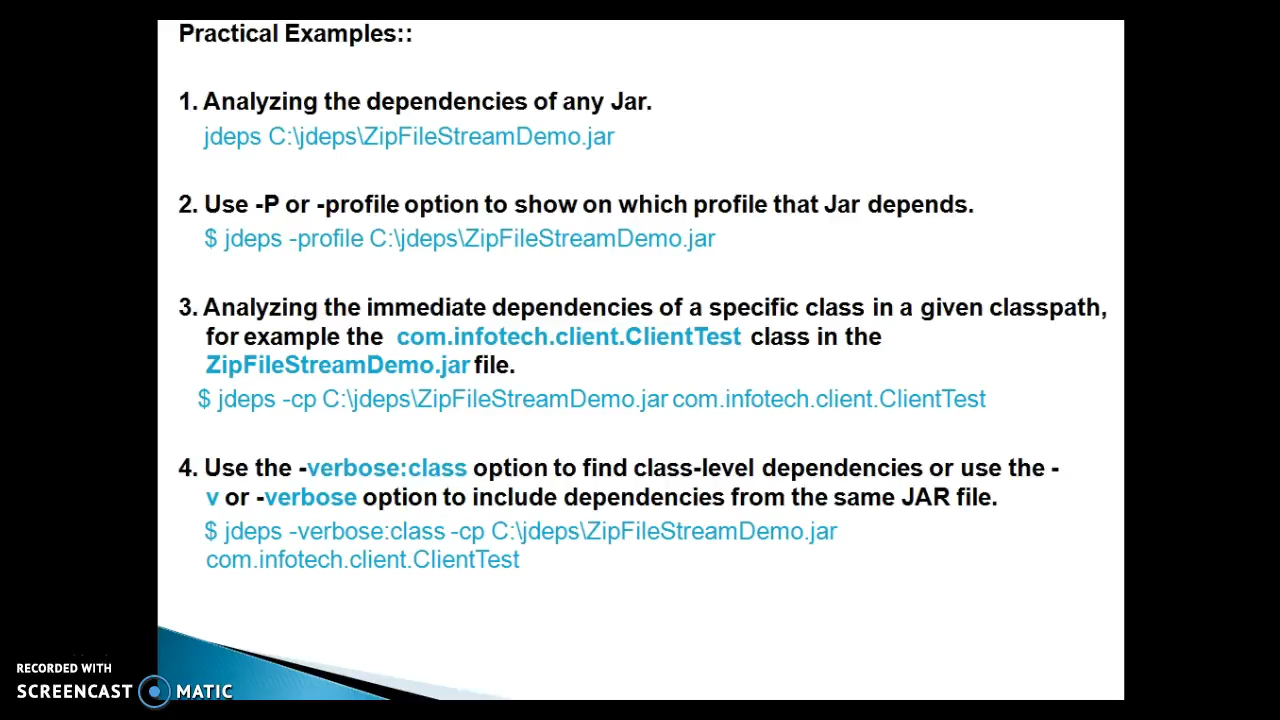 Practical Examples::
1. Analyzing the dependencies of any Jar.
jdeps C:\jdeps\ZipFileStreamDemo.jar
2. Use -P or -profile option to show on which profile that Jar depends.
$ jdeps -profile C:\jdeps\ZipFileStreamDemo.jar
3. Analyzing the immediate dependencies of a specific class in a given classpath,
for example the com.infotech.client.ClientTest class in the
ZipFileStreamDemo.jar file.
$ jdeps -cp C:\jdeps\ZipFileStreamDemo.jar com.infotech.client.ClientTest
4. Use the -verbose:class option to find class-level dependencies or use the -
v or -verbose option to include dependencies from the same JAR file.
$ jdeps -verbose:class -cp C:\jdeps\ZipFileStreamDemo.jar
com.infotech.client.ClientTest
RECORDED WITH
SCREENCAST MATIC